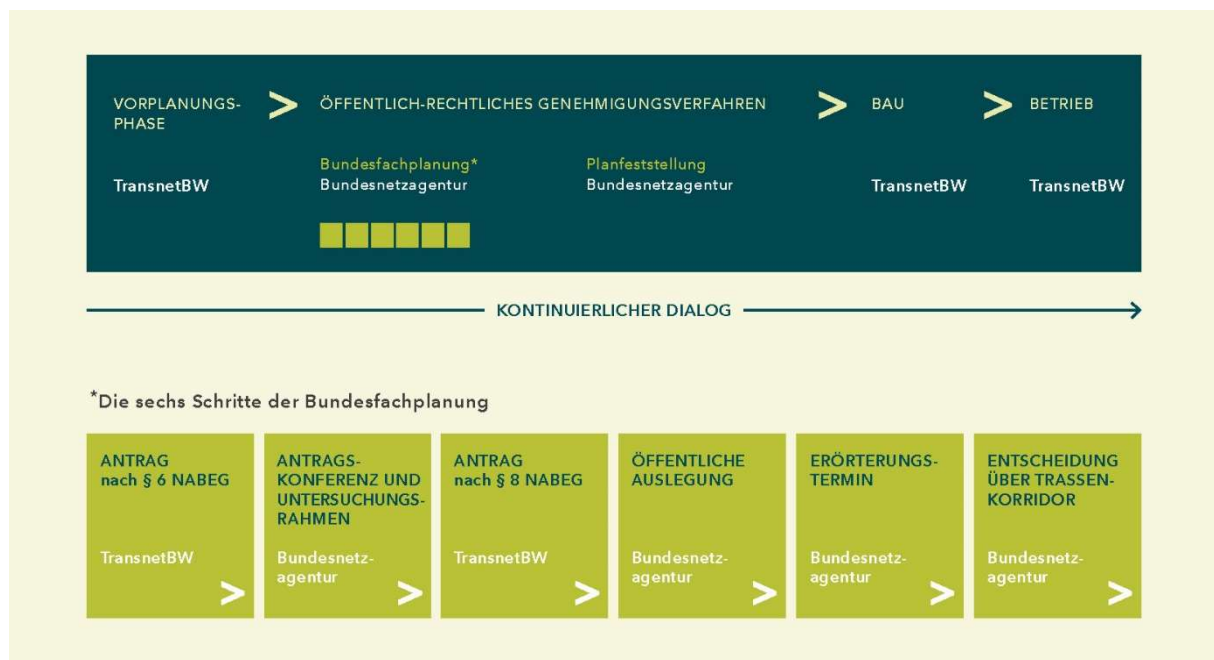 VORPLANUNGS-
PHASE
> ÖFFENTLICH-RECHTLICHES GENEHMIGUNGSVERFAHREN > BAU > BETRIEB
TransnetBW
Bundesfachplanung*
Bundesnetzagentur
Planfeststellung
Bundesnetzagentur
TransnetBW
TransnetBW
KONTINUIERLICHER DIALOG
*Die sechs Schritte der Bundesfachplanung
ANTRAG
nach § 6 NABEG
TransnetBW
>
ANTRAGS-
KONFERENZ UND
UNTERSUCHUNGS-
RAHMEN
Bundesnetz-
agentur
>
ANTRAG
nach § 8 NABEG
TransnetBW
>
ÖFFENTLICHE
AUSLEGUNG
Bundesnetz-
agentur
>
ERÖRTERUNGS-
TERMIN
Bundesnetz-
agentur
>
ENTSCHEIDUNG
ÜBER TRASSEN-
KORRIDOR
Bundesnetz-
agentur
>